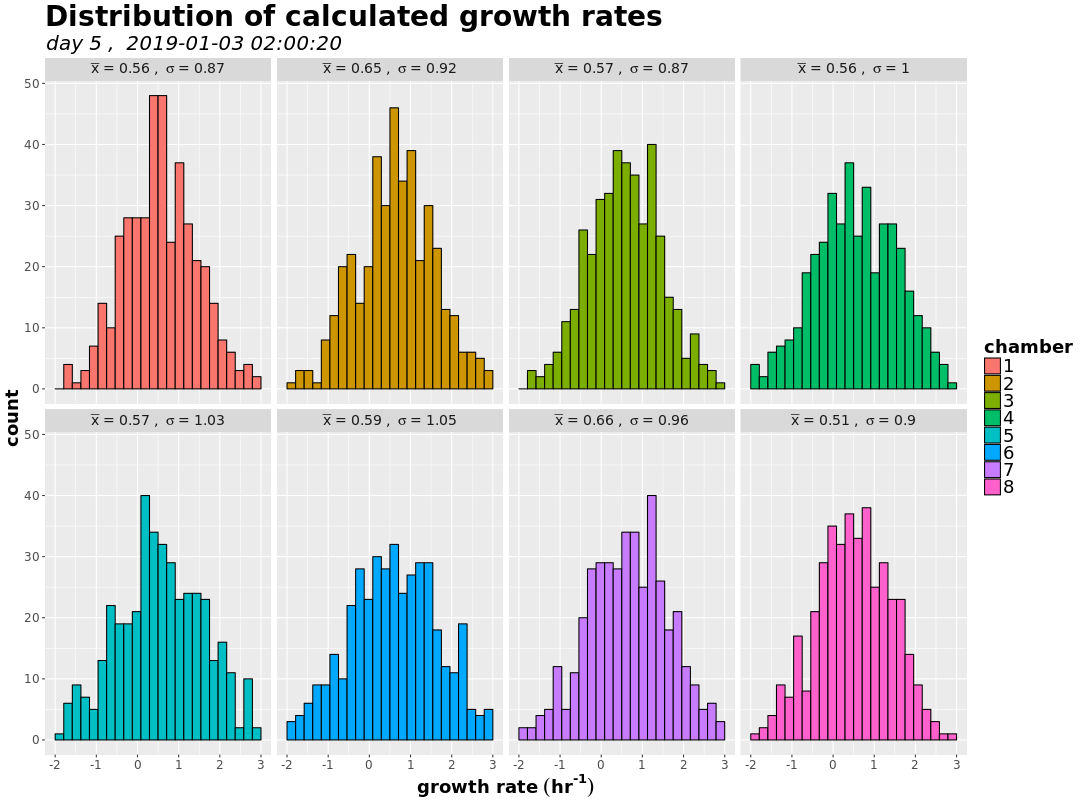 Distribution of calculated growth rates
day 5 ,  2019-01-03 02:00:20
x̅ = 0.56 ,  σ = 0.87
x̅ = 0.65 ,  σ = 0.92
x̅ = 0.57 ,  σ = 0.87
x̅ = 0.56 ,  σ = 1
50
40
30
20
10
0
count
x̅ = 0.57 ,  σ = 1.03
x̅ = 0.59 ,  σ = 1.05
x̅ = 0.66 ,  σ = 0.96
x̅ = 0.51 ,  σ = 0.9
50
40
30
20
10
0
-2 -1 0 1 2 3
-2 -1 0 1 2 3
-2 -1 0 1 2 3
-2 -1 0 1 2 3
growth rate (hr⁻¹)
chamber
1
2
3
4
5
6
7
8